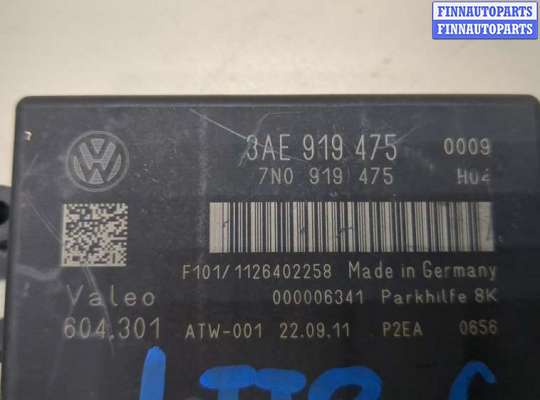 FINNAUTOPARTS
FINNAUTOPARTS
3AE 919 475 0009
7N0 919 475 H04
F101/1126402258 Made in Germany
Valeo 000006341 Parkhilfe 8K
604.301 ATW-001 22.09.11 P2EA 0656